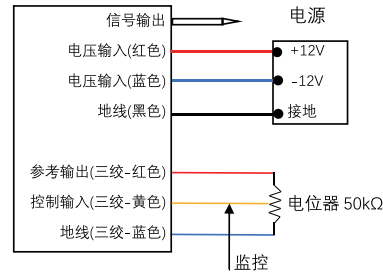 信号输出
电源
电压输入(红色)
+12V
电压输入(蓝色)
-12V
地线(黑色)
接地
参考输出(三绞-红色)
控制输入(三绞-黄色)
电位器 50kΩ
地线(三绞-蓝色)
监控